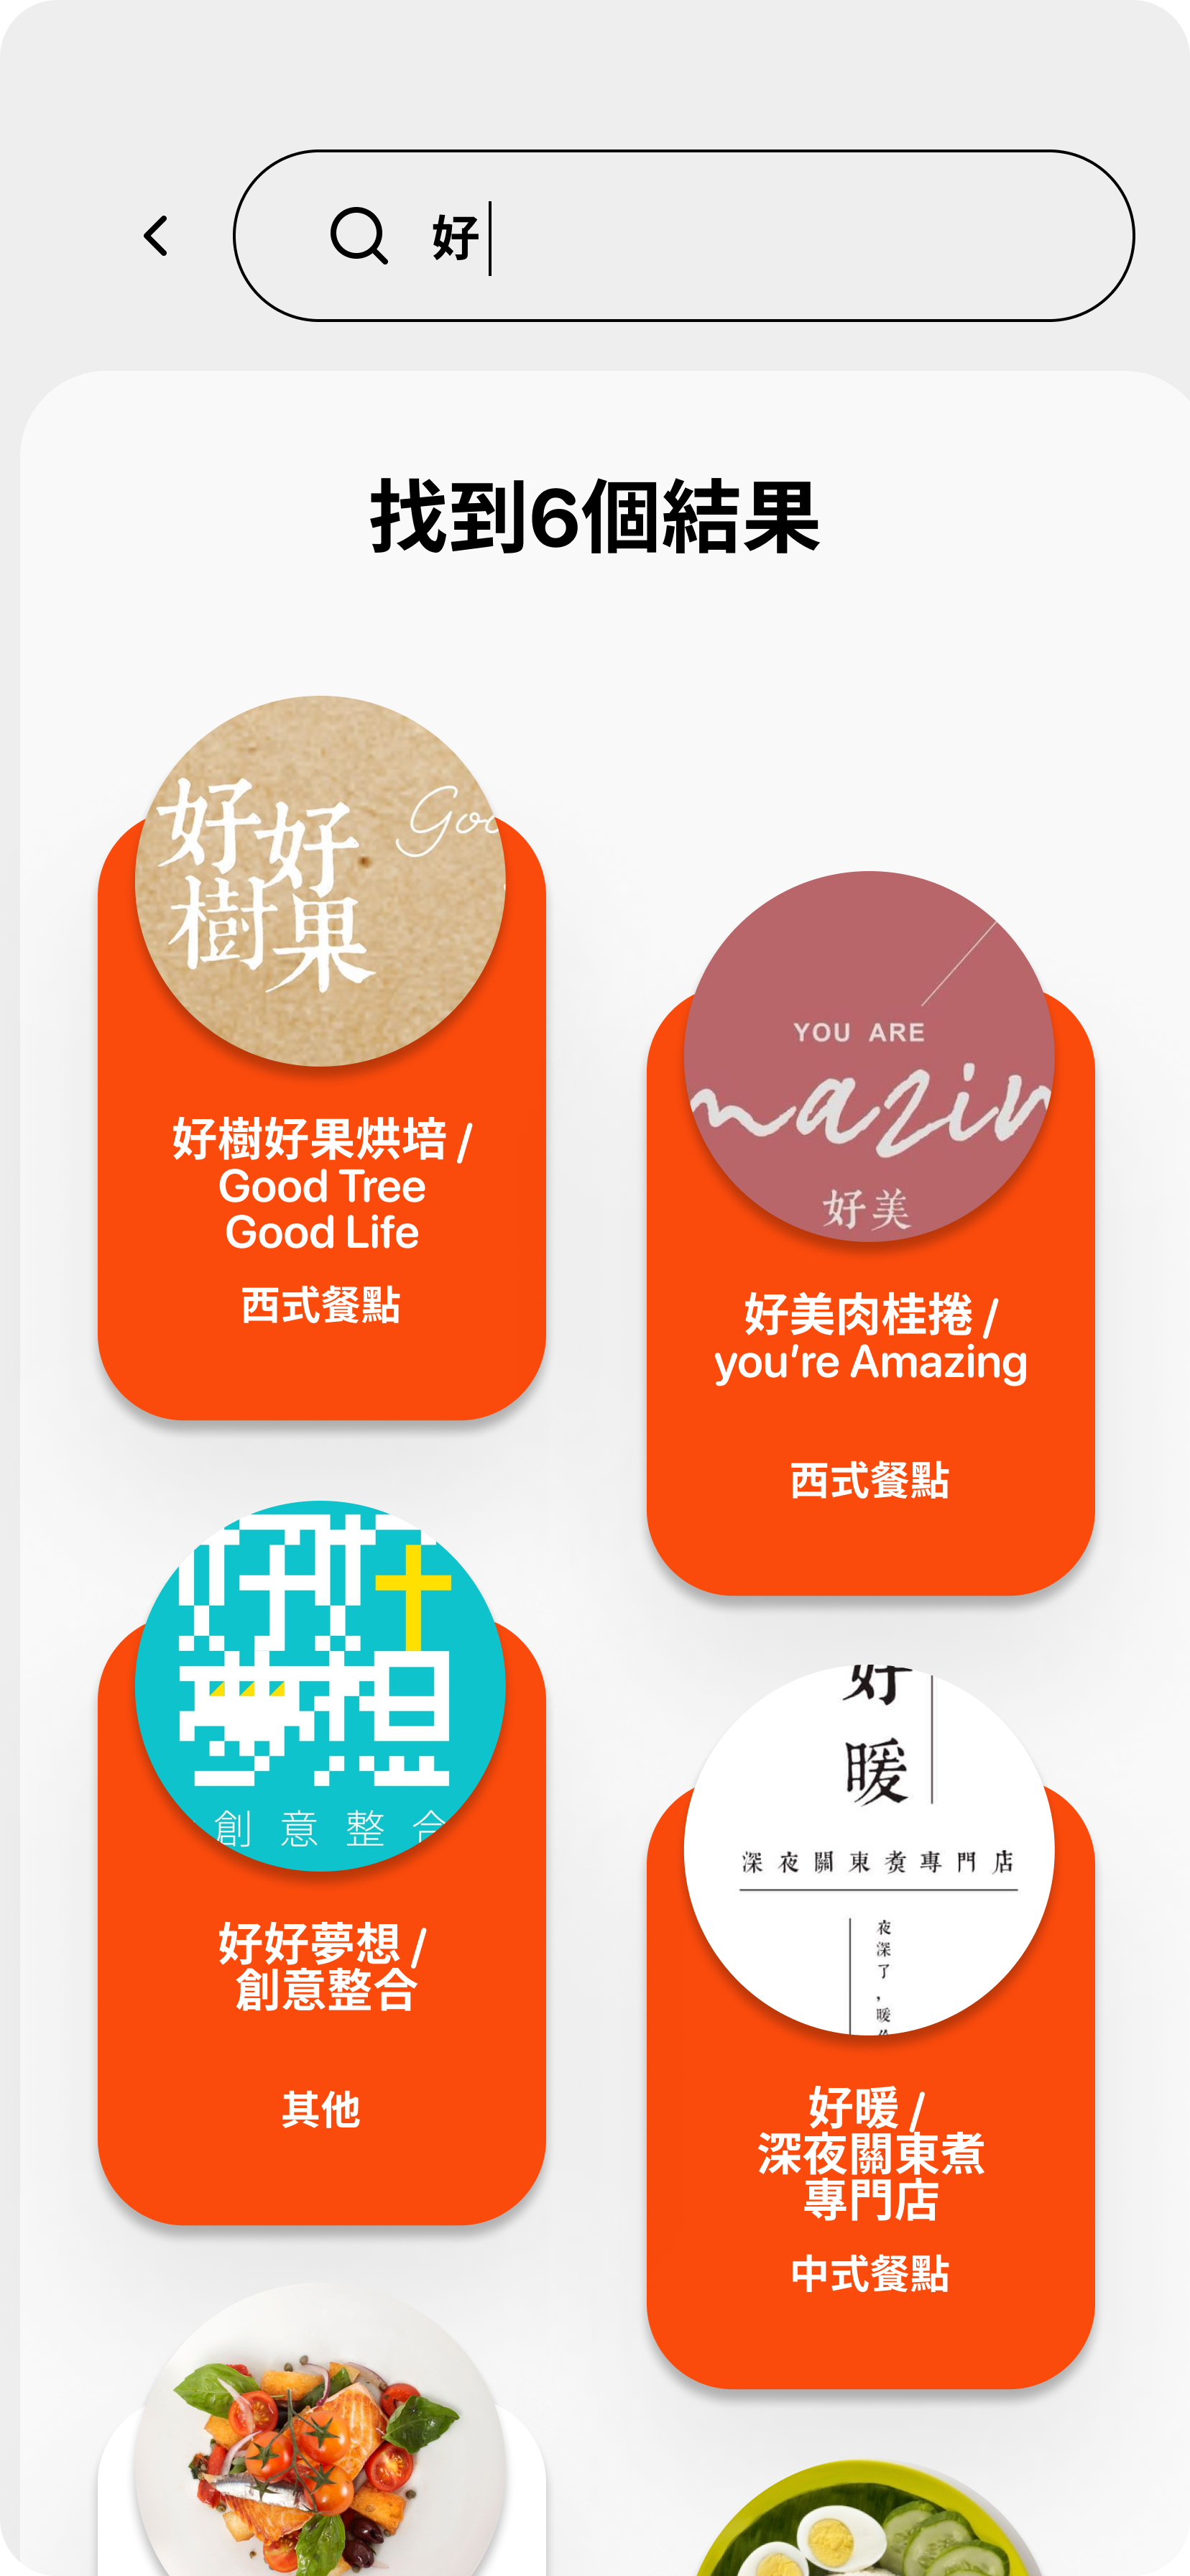 好
找到6個結果
好好
樹果
Goo
好樹好果烘培 /
Good Tree
Good Life
西式餐點
YOU ARE
mazin
好美
好美肉桂捲 /
you're Amazing
西式餐點
好好
夢想
創意整合
好好夢想 /
創意整合
其他
好暖
深夜關東煮專門店
夜深了,暖
好暖 /
深夜關東煮
專門店
中式餐點